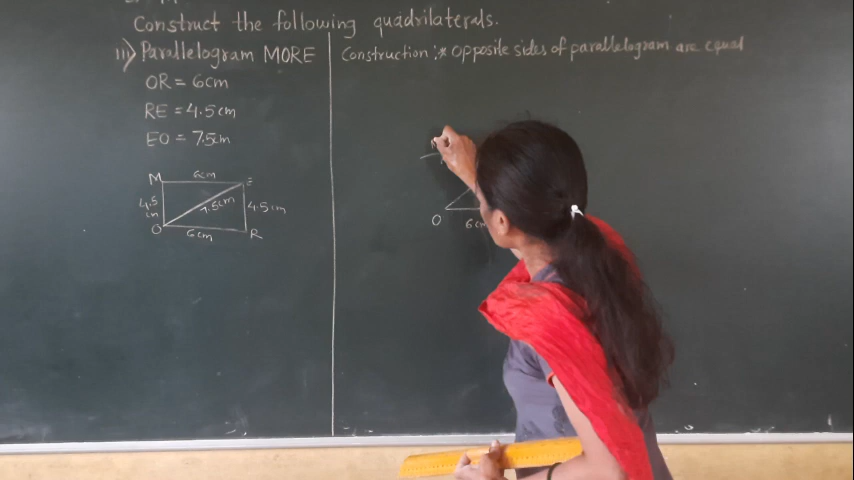 Construct the following quadrilaterals.
iii) Parallelogram MORE
OR = 6cm
RE = 4.5cm
EO = 7.5cm
M 6cm E
4.5 cm 7.5cm 4.5cm
O 6cm R
Construction :* Opposite sides of parallelogram are equal
O 6cm